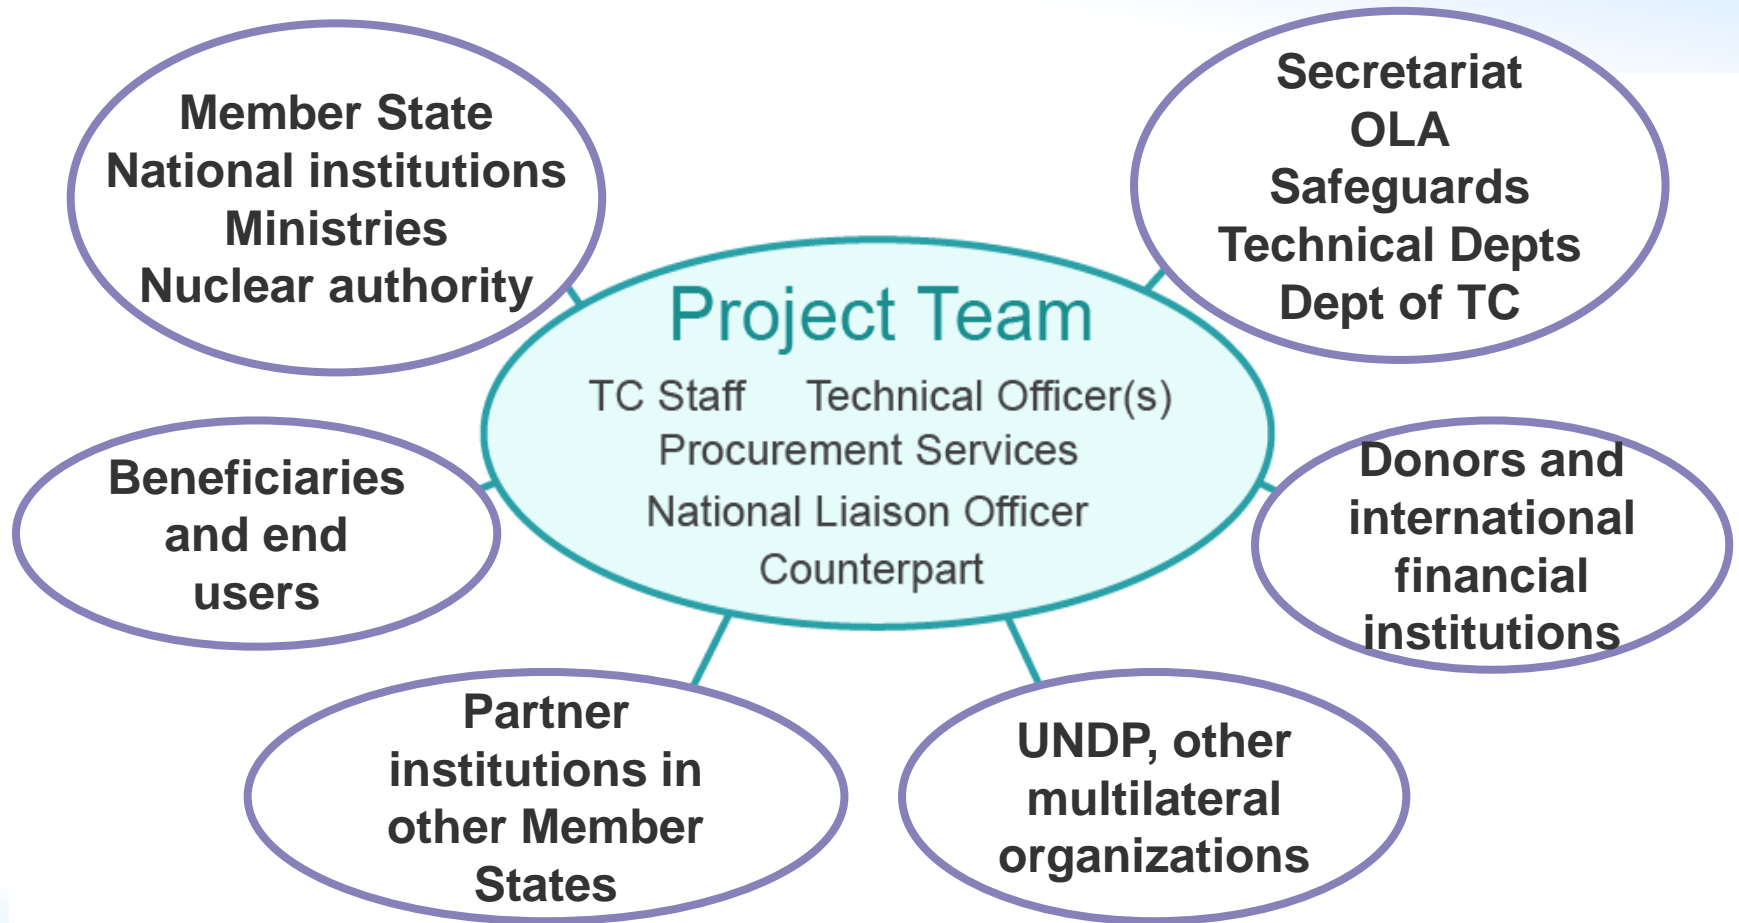 Member State
National institutions
Ministries
Nuclear authority
Secretariat
OLA
Safeguards
Technical Depts
Dept of TC
Project Team
TC Staff Technical Officer(s)
Procurement Services
National Liaison Officer
Counterpart
Beneficiaries
and end
users
Donors and
international
financial
institutions
Partner
institutions in
other Member
States
UNDP, other
multilateral
organizations